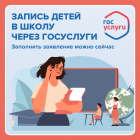 ЗАПИСЬ ДЕТЕЙ
В ШКОЛУ
ЧЕРЕЗ ГОСУСЛУГИ
Заполнить заявление можно сейчас
гос
услуги